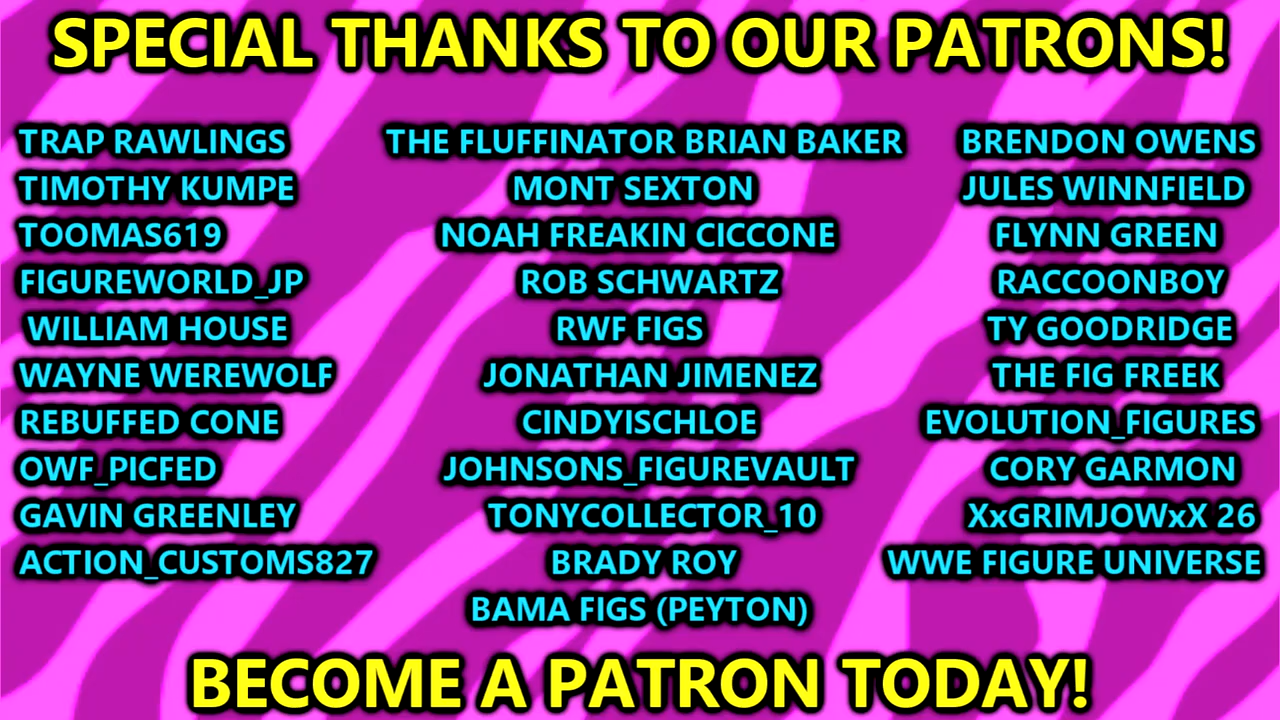 SPECIAL THANKS TO OUR PATRONS!
TRAP RAWLINGS
TIMOTHY KUMPE
TOOMAS619
FIGUREWORLD_JP
WILLIAM HOUSE
WAYNE WEREWOLF
REBUFFED CONE
OWF_PICFED
GAVIN GREENLEY
ACTION_CUSTOMS827
THE FLUFFINATOR BRIAN BAKER
MONT SEXTON
NOAH FREAKIN CICCONE
ROB SCHWARTZ
RWF FIGS
JONATHAN JIMENEZ
CINDYISCHLOE
JOHNSONS_FIGUREVAULT
TONYCOLLECTOR_10
BRADY ROY
BAMA FIGS (PEYTON)
BRENDON OWENS
JULES WINNFIELD
FLYNN GREEN
RACCOONBOY
TY GOODRIDGE
THE FIG FREEK
EVOLUTION_FIGURES
CORY GARMON
XxGRIMJOWxX 26
WWE FIGURE UNIVERSE
BECOME A PATRON TODAY!